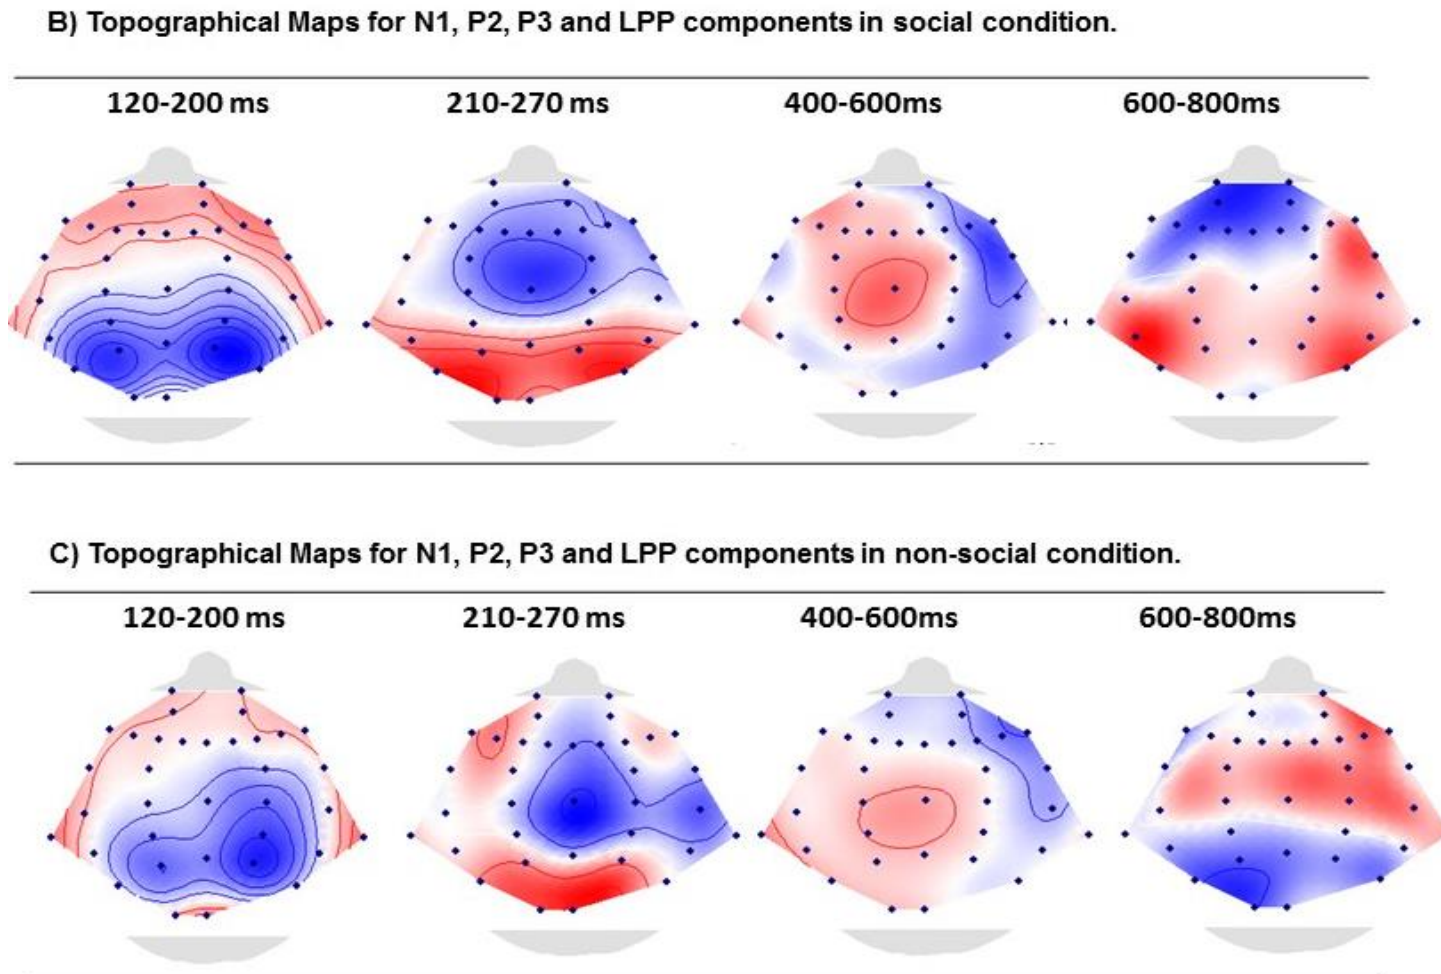 B) Topographical Maps for N1, P2, P3 and LPP components in social condition.
120-200 ms 210-270 ms 400-600ms 600-800ms
C) Topographical Maps for N1, P2, P3 and LPP components in non-social condition.
120-200 ms 210-270 ms 400-600ms 600-800ms